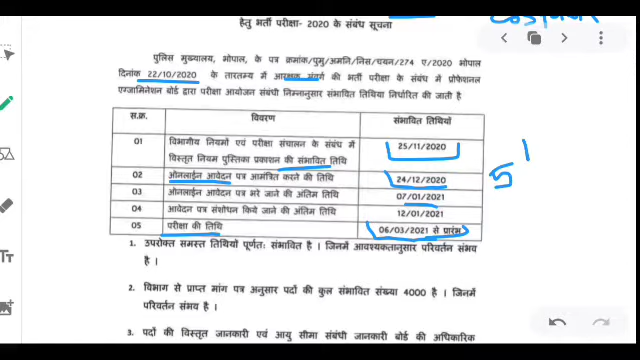 हेतु भर्ती परीक्षा- 2020 के संबंध सूचना
पुलिस मुख्यालय, भोपाल, के पत्र क्रमांक/पुमु/अमनि/निस/चयन/274 ए/2020 भोपाल
दिनांक 22/10/2020 के तारतम्य में आरक्षक संवर्ग की भर्ती परीक्षा के संबंध में प्रोफेशनल
एग्जामिनेशन बोर्ड द्वारा परीक्षा आयोजन संबंधी निम्नानुसार संभावित तिथिया निर्धारित की जाती है
स.क्र. विवरण संभावित तिथियाँ
01 विभागीय नियमों एवं परीक्षा संचालन के संबंध में 25/11/2020
विस्तृत नियम पुस्तिका प्रकाशन की संभावित तिथि
02 ऑनलाईन आवेदन पत्र आमंत्रित करने की तिथि 24/12/2020
03 ऑनलाईन आवेदन पत्र भरे जाने की अंतिम तिथि 07/01/2021
04 आवेदन पत्र संशोधन किये जाने की अंतिम तिथि 12/01/2021
05 परीक्षा की तिथि 06/03/2021 से प्रारंभ
51
1. उपरोक्त समस्त तिथियों पूर्णतः संभावित है । जिनमें आवश्यकतानुसार परिवर्तन संभव
है ।
2. विभाग से प्राप्त मांग पत्र अनुसार पदों की कुल संभावित संख्या 4000 है । जिनमें
परिवर्तन संभव है ।
3. पदों की विस्तृत जानकारी एवं आयु सीमा संबंधी जानकारी बोर्ड की अधिकारिक